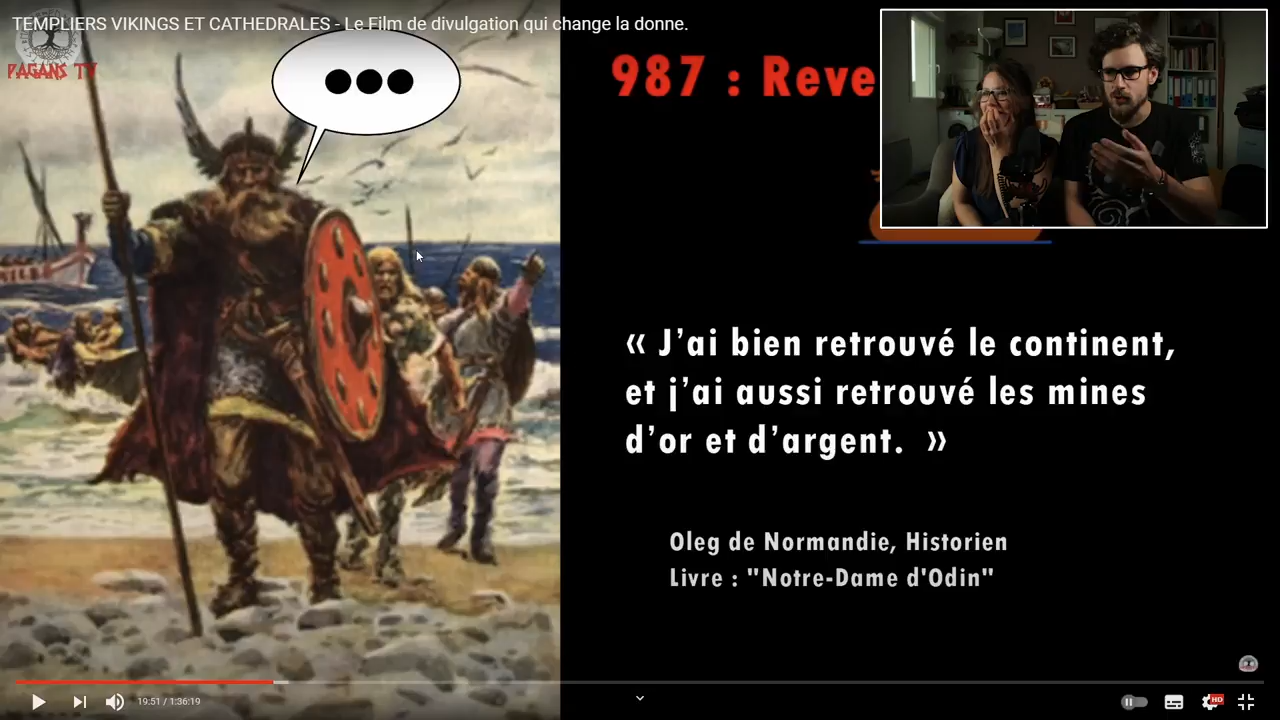 TEMPLIERS VIKINGS ET CATHEDRALES - Le Film de divulgation qui change la donne.
PAGANS TV
987 : Reve
« J'ai bien retrouvé le continent,
et j'ai aussi retrouvé les mines
d'or et d'argent. »
Oleg de Normandie, Historien
Livre : "Notre-Dame d'Odin"
19:51 / 1:36:19
HD